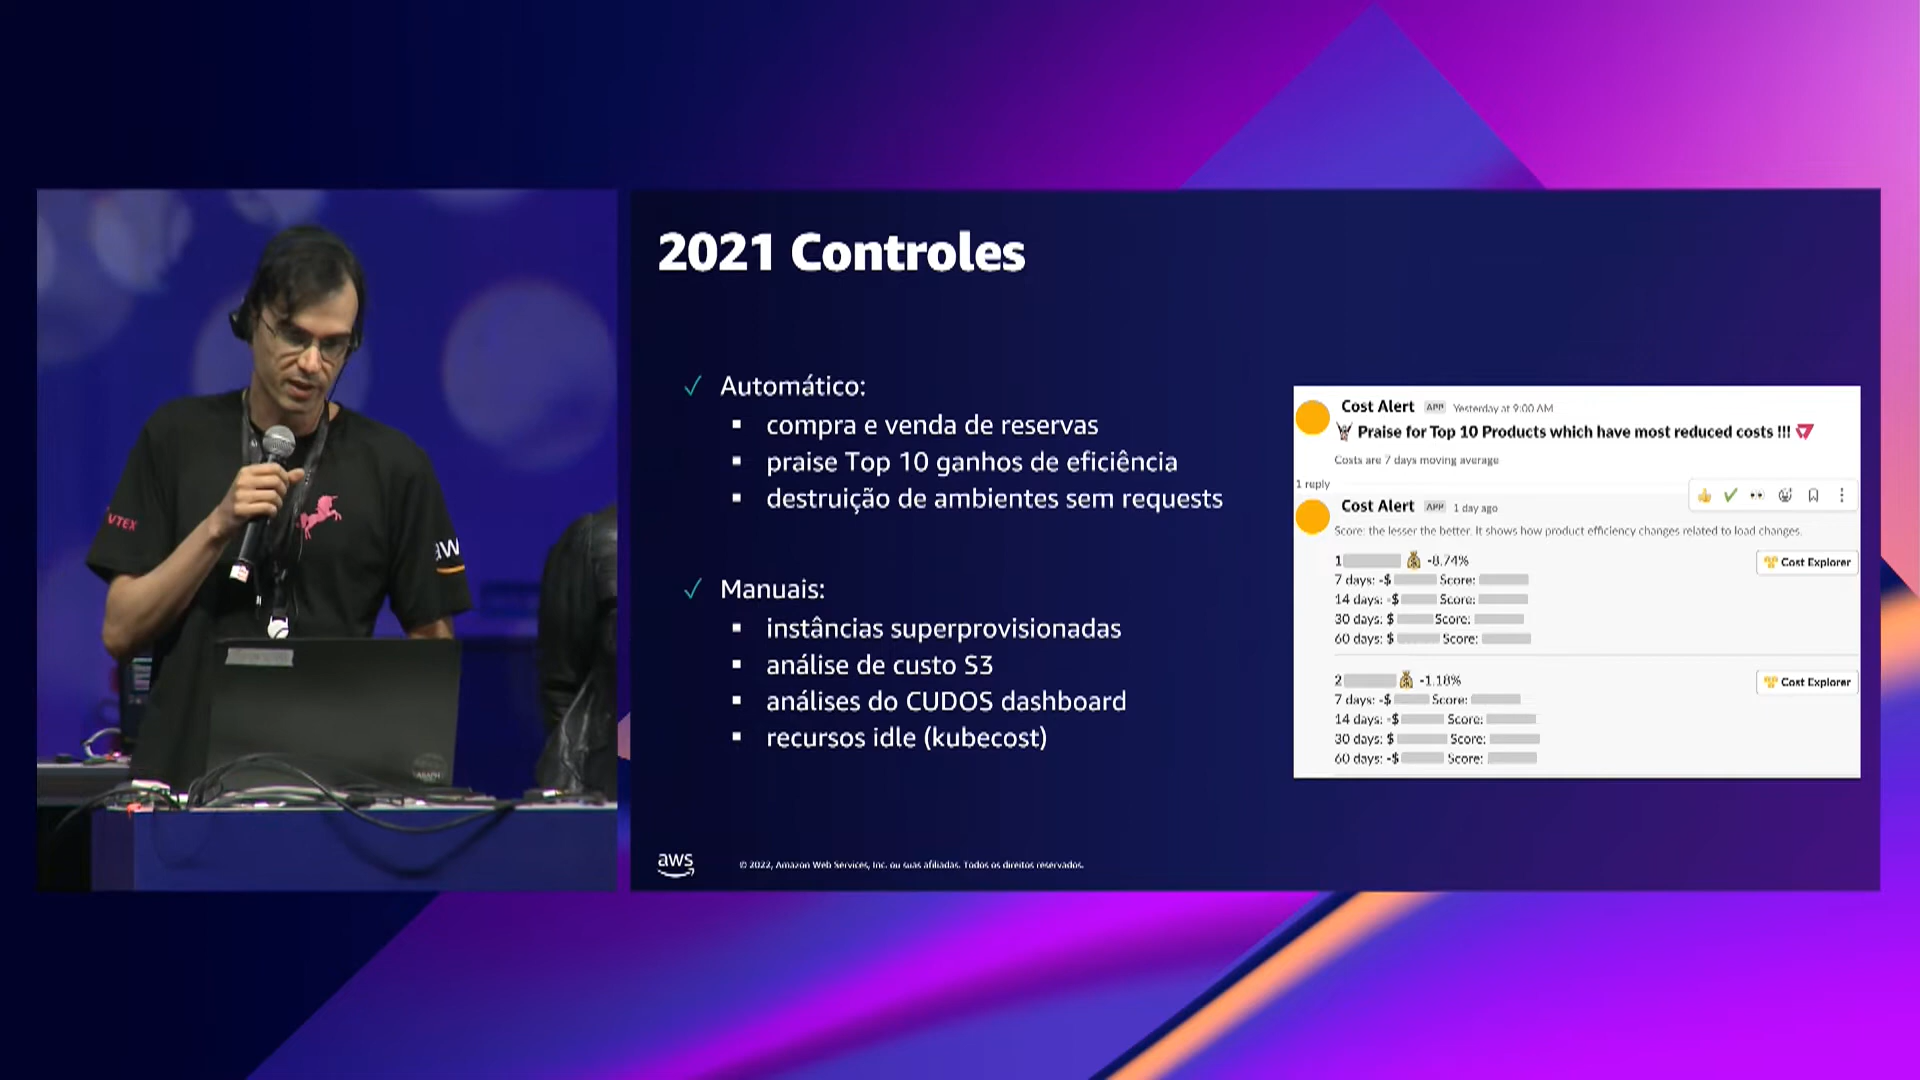 2021 Controles
✓ Automático:
▪ compra e venda de reservas
▪ praise Top 10 ganhos de eficiência
▪ destruição de ambientes sem requests
✓ Manuais:
▪ instâncias superprovisionadas
▪ análise de custo S3
▪ análises do CUDOS dashboard
▪ recursos idle (kubecost)
Cost Alert APP Yesterday at 9:00 AM
Praise for Top 10 Products which have most reduced costs !!!
Costs are 7 days moving average
1 reply
Cost Alert APP 1 day ago
Score: the lesser the better. It shows how product efficiency changes related to load changes.
1 -8.74%
Cost Explorer
7 days: -$ Score:
14 days: -$ Score:
30 days: $ Score:
60 days: $ Score:
2 -1.18%
Cost Explorer
7 days: -$ Score:
14 days: -$ Score:
30 days: $ Score:
60 days: -$ Score:
aws
© 2022, Amazon Web Services, Inc. ou suas afiliadas. Todos os direitos reservados.
VTEX
aw